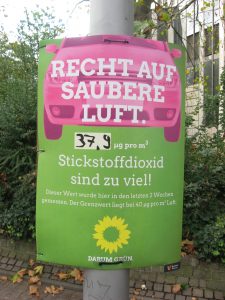 RECHT AUF
SAUBERE
LUFT.
37,9 µg pro m³
Stickstoffdioxid
sind zu viel!
Dieser Wert wurde hier in den letzten 2 Wochen
gemessen. Der Grenzwert liegt bei 40 µg pro m³ Luft
DARUM GRÜN.